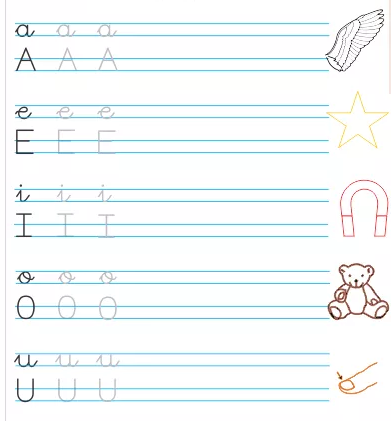 a a a
A A A
e e e
E E E
i i i
I I I
o o o
O O O
u u u
U U U